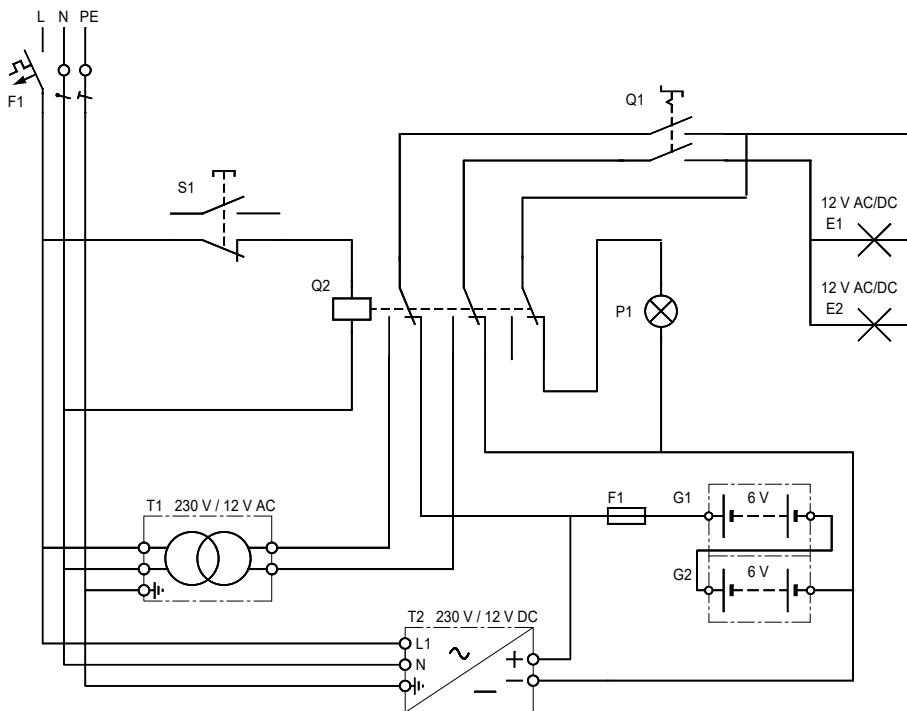 L N PE
F1
Q1
S1
12 V AC/DC
E1
Q2
12 V AC/DC
E2
P1
T1 230 V / 12 V AC
F1
G1
6 V
G2
6 V
T2 230 V / 12 V DC
L1
N
+
−